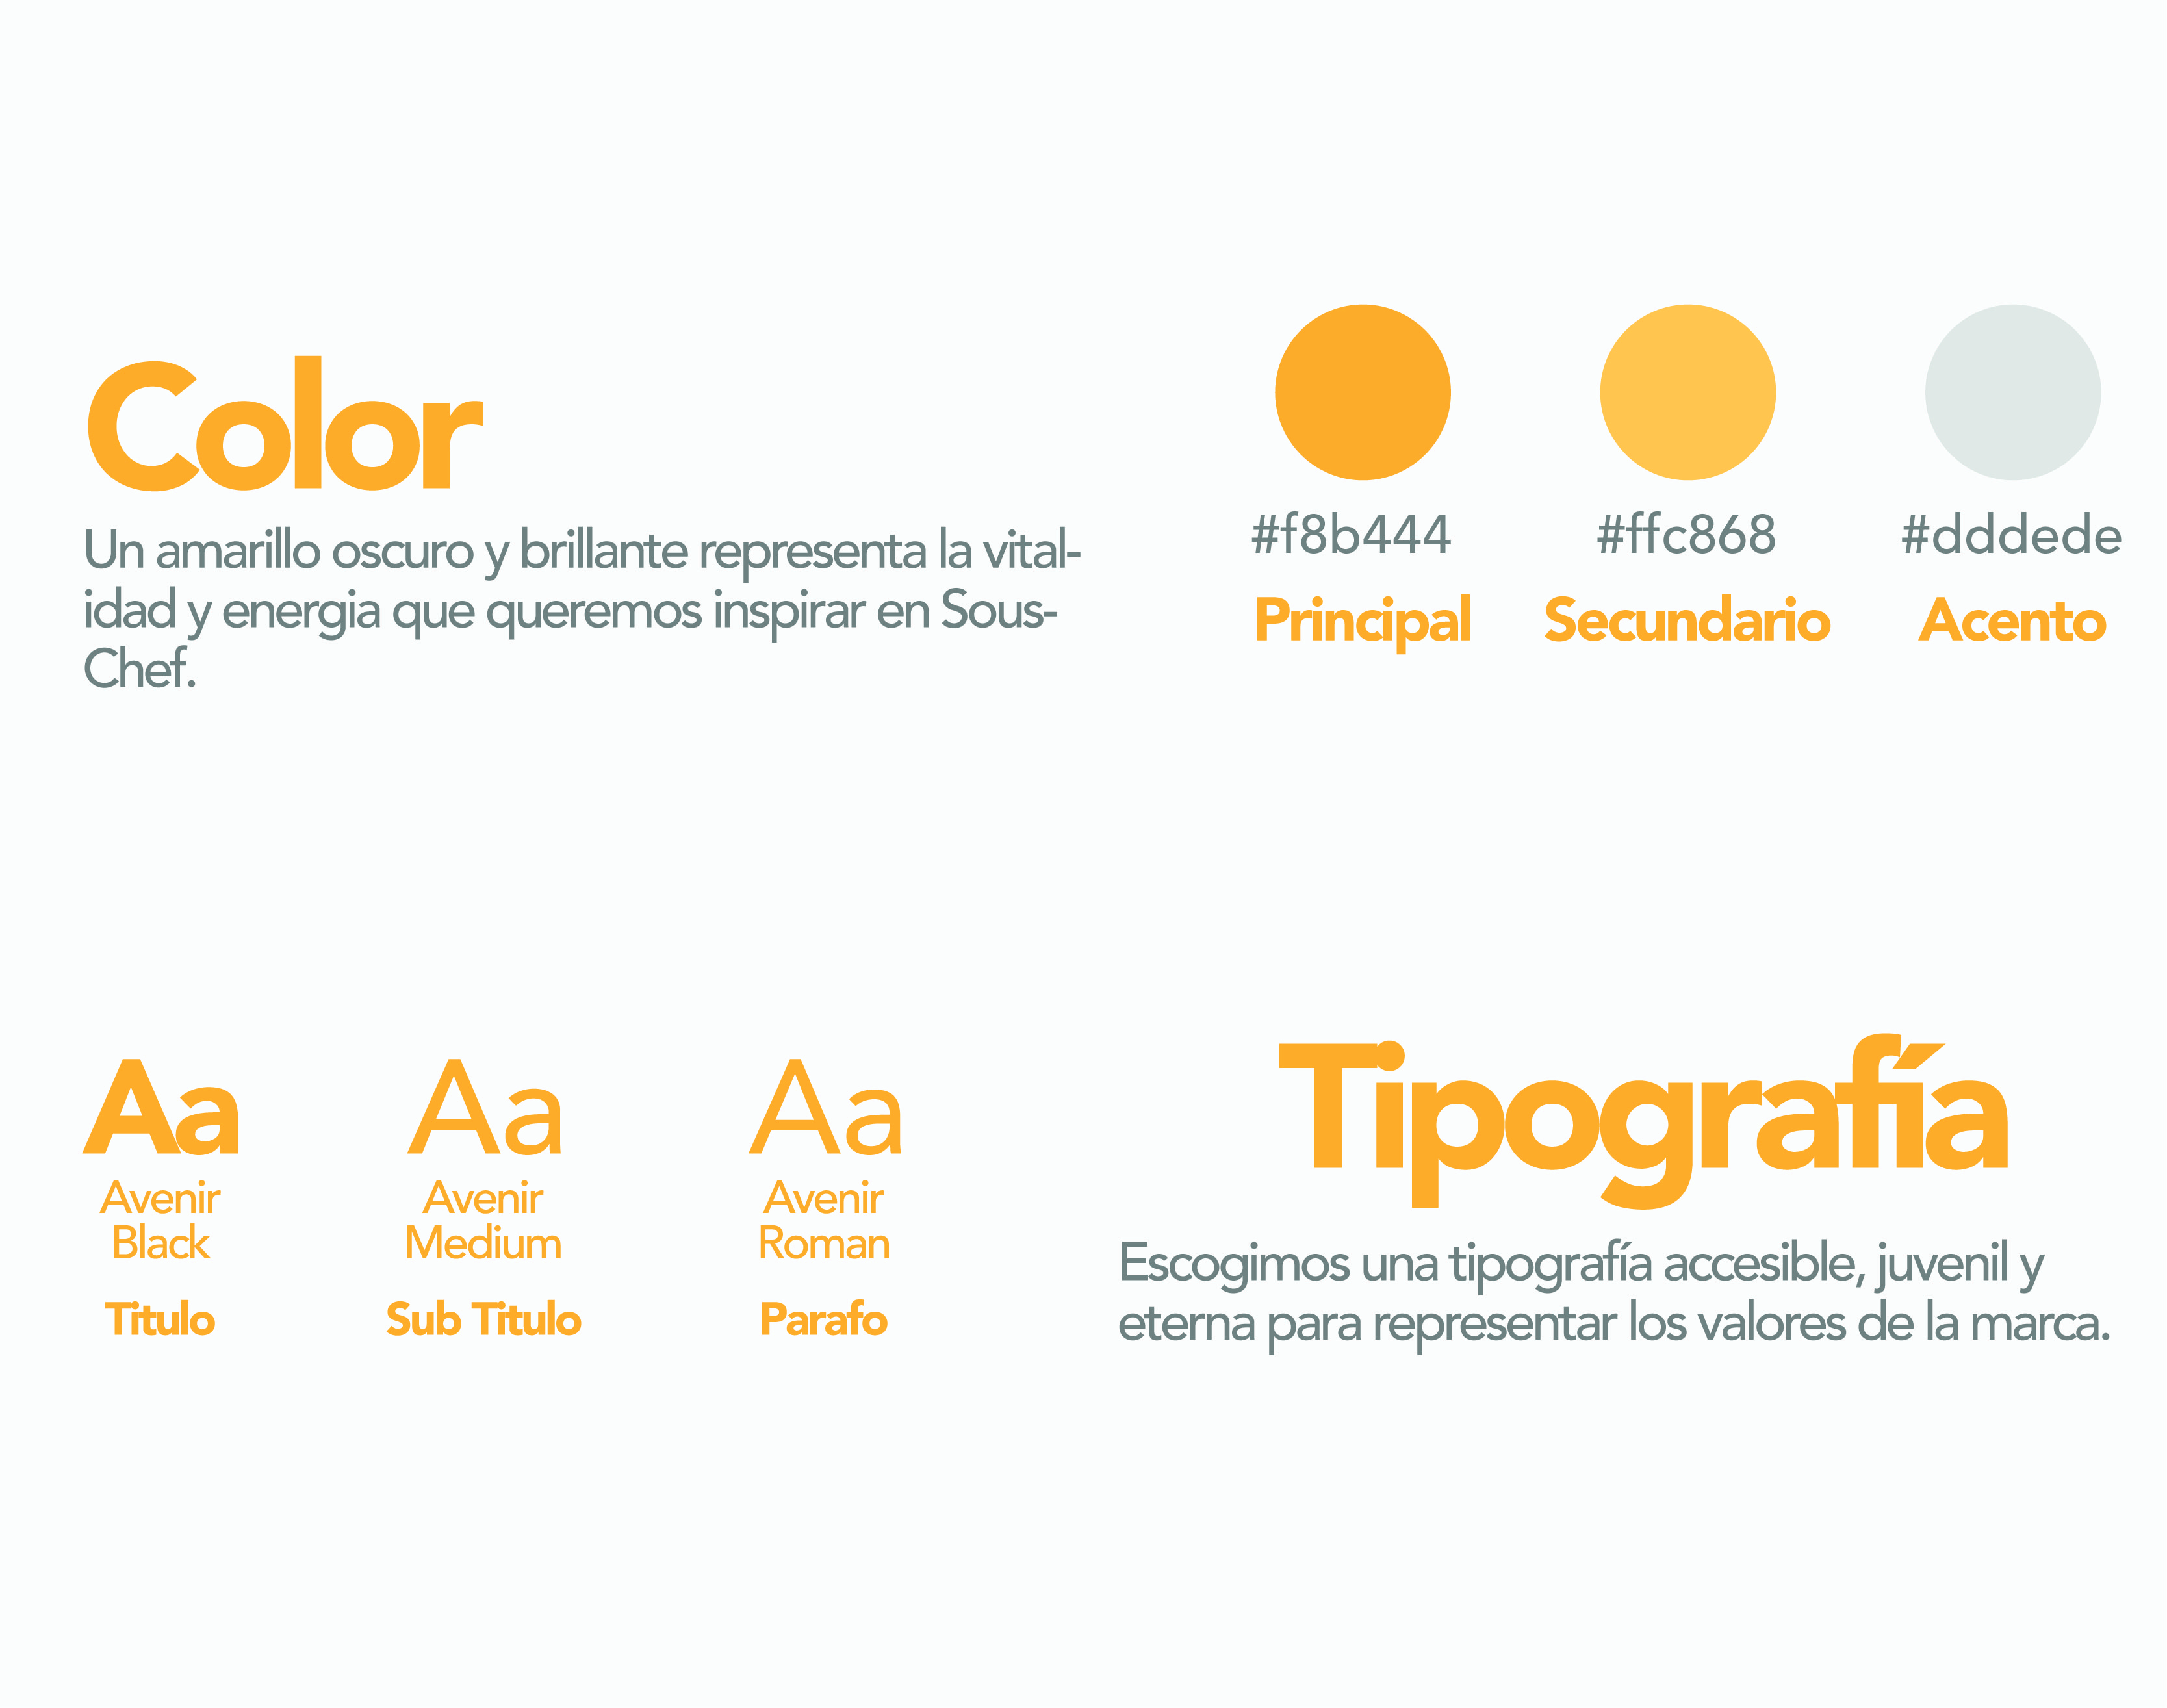 Color
Un amarillo oscuro y brillante representa la vital-
idad y energia que queremos inspirar en Sous-
Chef.
#f8b444
#ffc868
#dddede
Principal
Secundario
Acento
Aa
Aa
Aa
Avenir
Black
Avenir
Medium
Avenir
Roman
Titulo
Sub Titulo
Parafo
Tipografía
Escogimos una tipografía accesible, juvenil y
eterna para representar los valores de la marca.